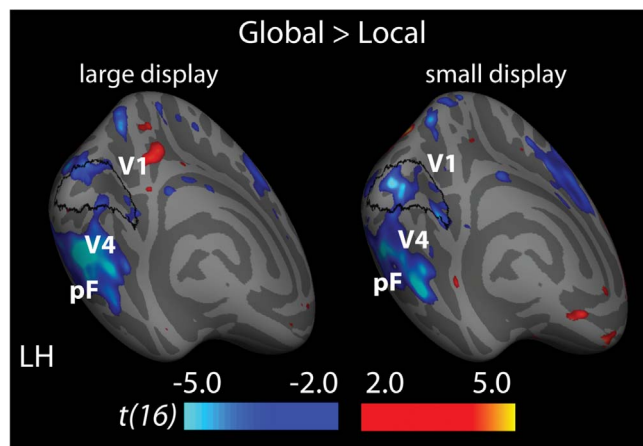 Global > Local
large display
small display
V1
V1
V4
V4
pF
pF
LH
-5.0
-2.0
2.0
5.0
t(16)